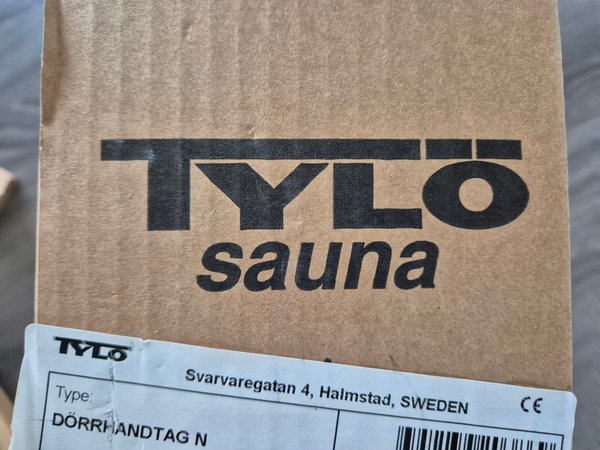 TYLÖ
sauna
TYLÖ
Svarvaregatan 4, Halmstad, SWEDEN CE
Type:
DÖRRHANDTAG N